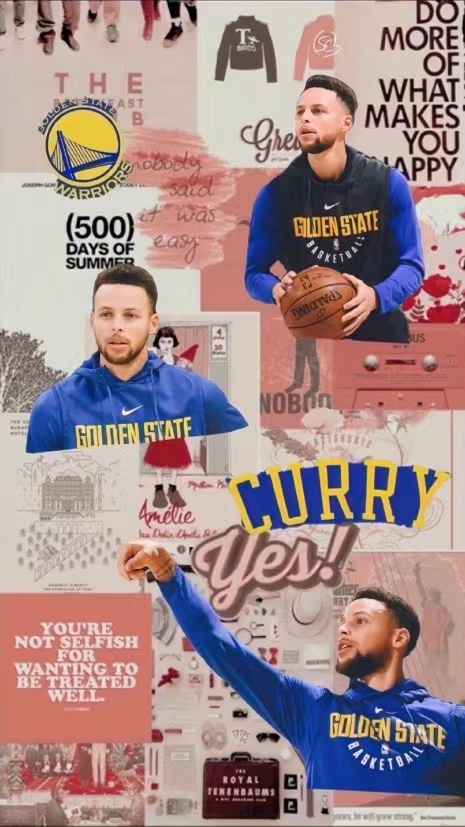 DO
MORE
OF
WHAT
MAKES
YOU
HAPPY
T
BIRDS
THE
GOLDEN STATE
WARRIORS
nobody
said
it was
easy
(500)
DAYS OF
SUMMER
GOLDEN STATE
BASKETBALL
SPALDING
GOLDEN STATE
NOBOD
Amélie
CURRY
Yes!
YOU'RE
NOT SELFISH
FOR
WANTING TO
BE TREATED
WELL.
GOLDEN STATE
BASKETBALL
THE
ROYAL
TENENBAUMS